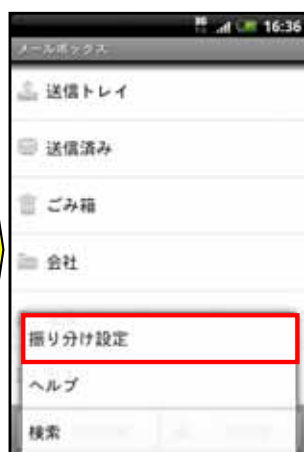 16:36
メールボックス
送信トレイ
送信済み
ごみ箱
会社
振り分け設定
ヘルプ
検索